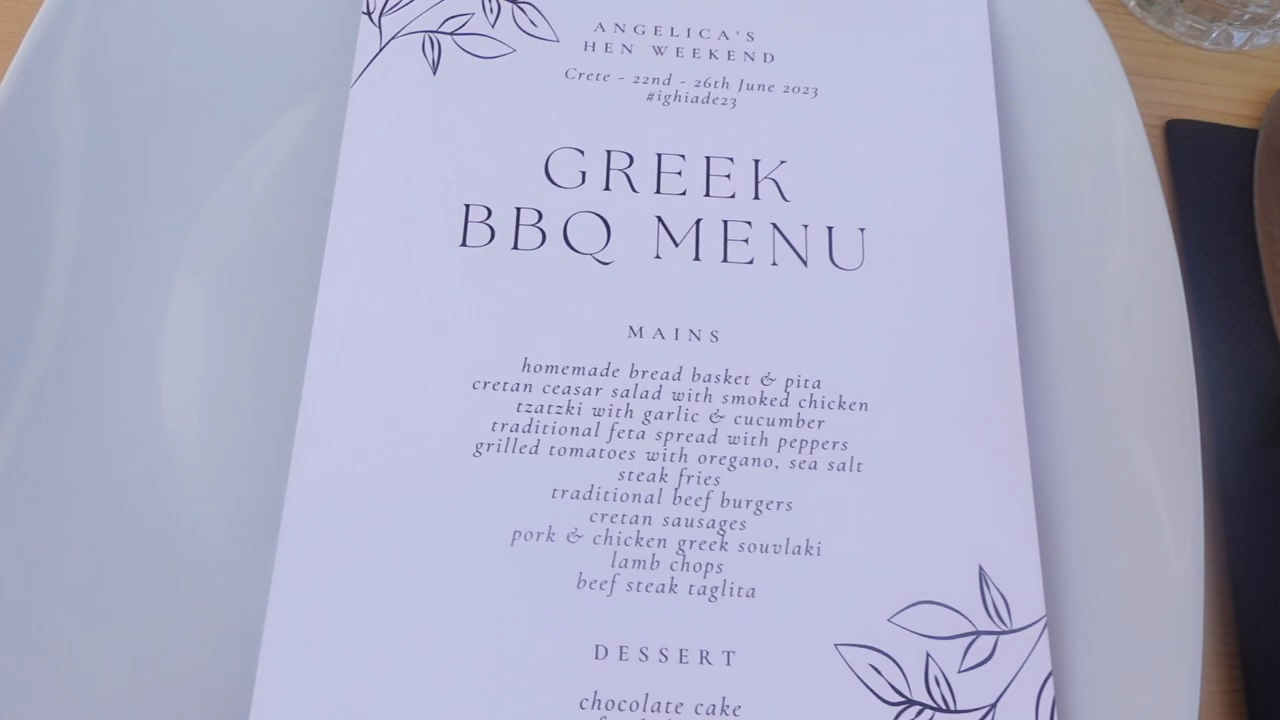 ANGELICA'S
HEN WEEKEND
Crete - 22nd - 26th June 2023
#ighiade23
GREEK
BBQ MENU
MAINS
homemade bread basket & pita
cretan ceasar salad with smoked chicken
tzatzki with garlic & cucumber
traditional feta spread with peppers
grilled tomatoes with oregano, sea salt
steak fries
traditional beef burgers
cretan sausages
pork & chicken greek souvlaki
lamb chops
beef steak taglita
DESSERT
chocolate cake